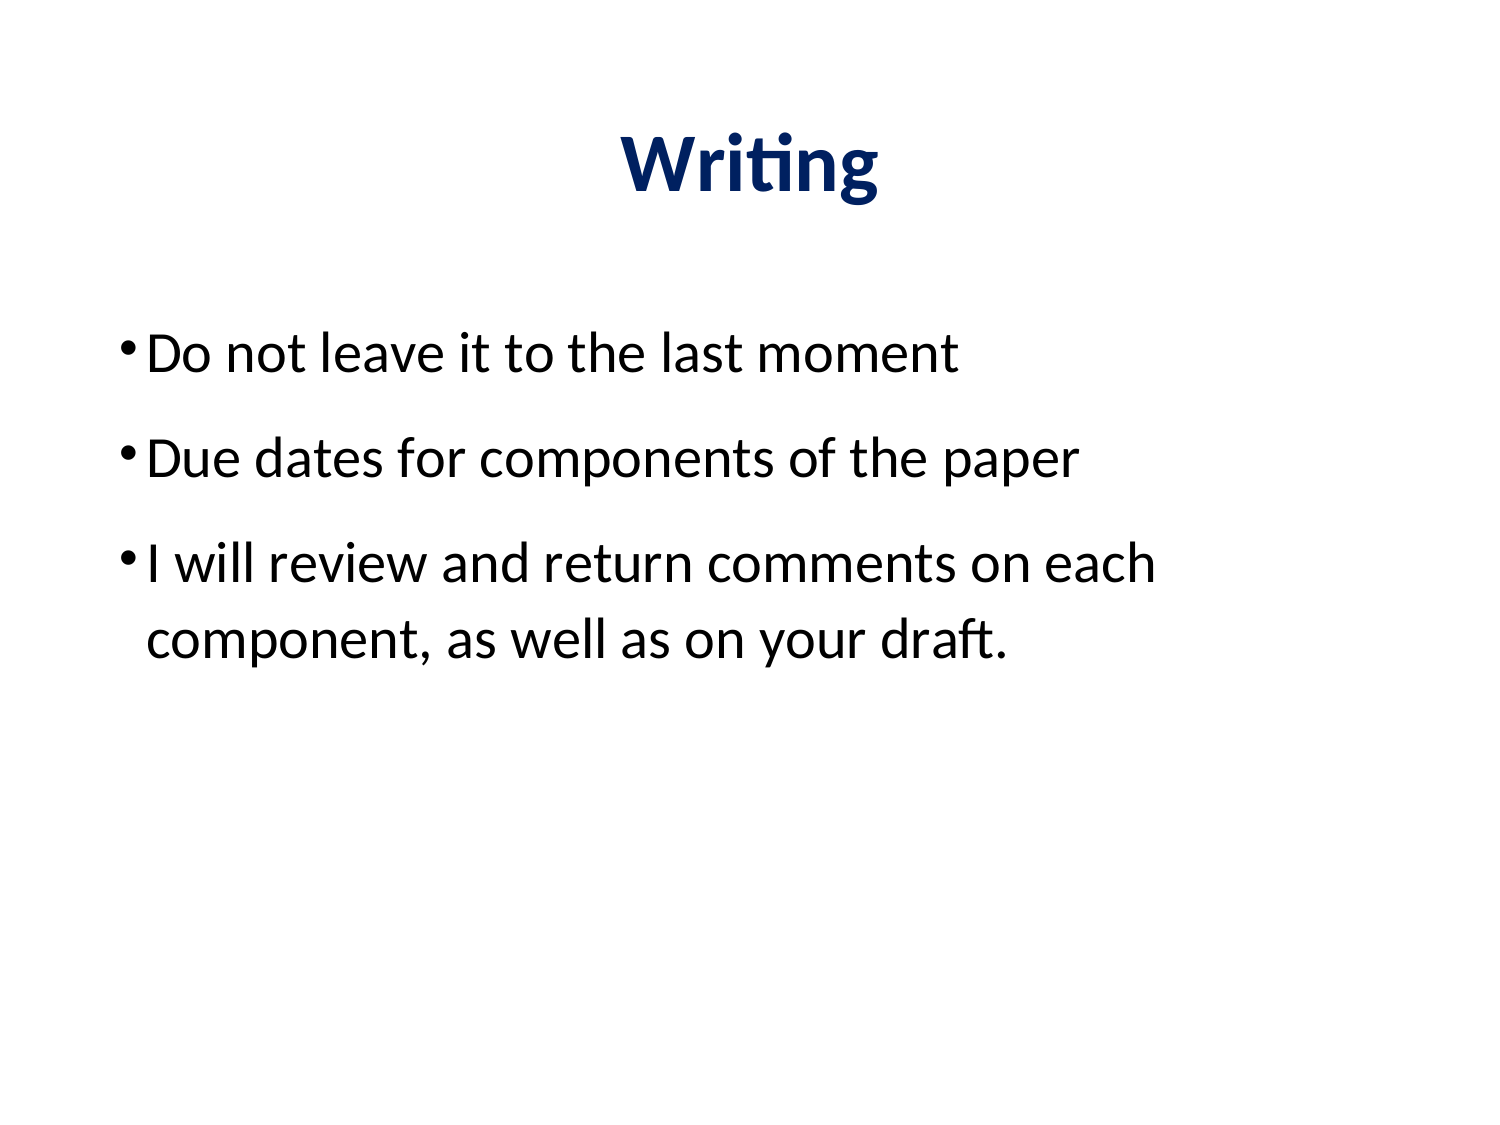 Writing
• Do not leave it to the last moment
• Due dates for components of the paper
• I will review and return comments on each
component, as well as on your draft.